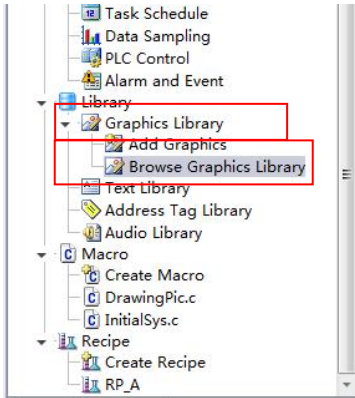 Task Schedule
Data Sampling
PLC Control
Alarm and Event
Library
Graphics Library
Add Graphics
Browse Graphics Library
Text Library
Address Tag Library
Audio Library
Macro
Create Macro
DrawingPic.c
InitialSys.c
Recipe
Create Recipe
RP_A